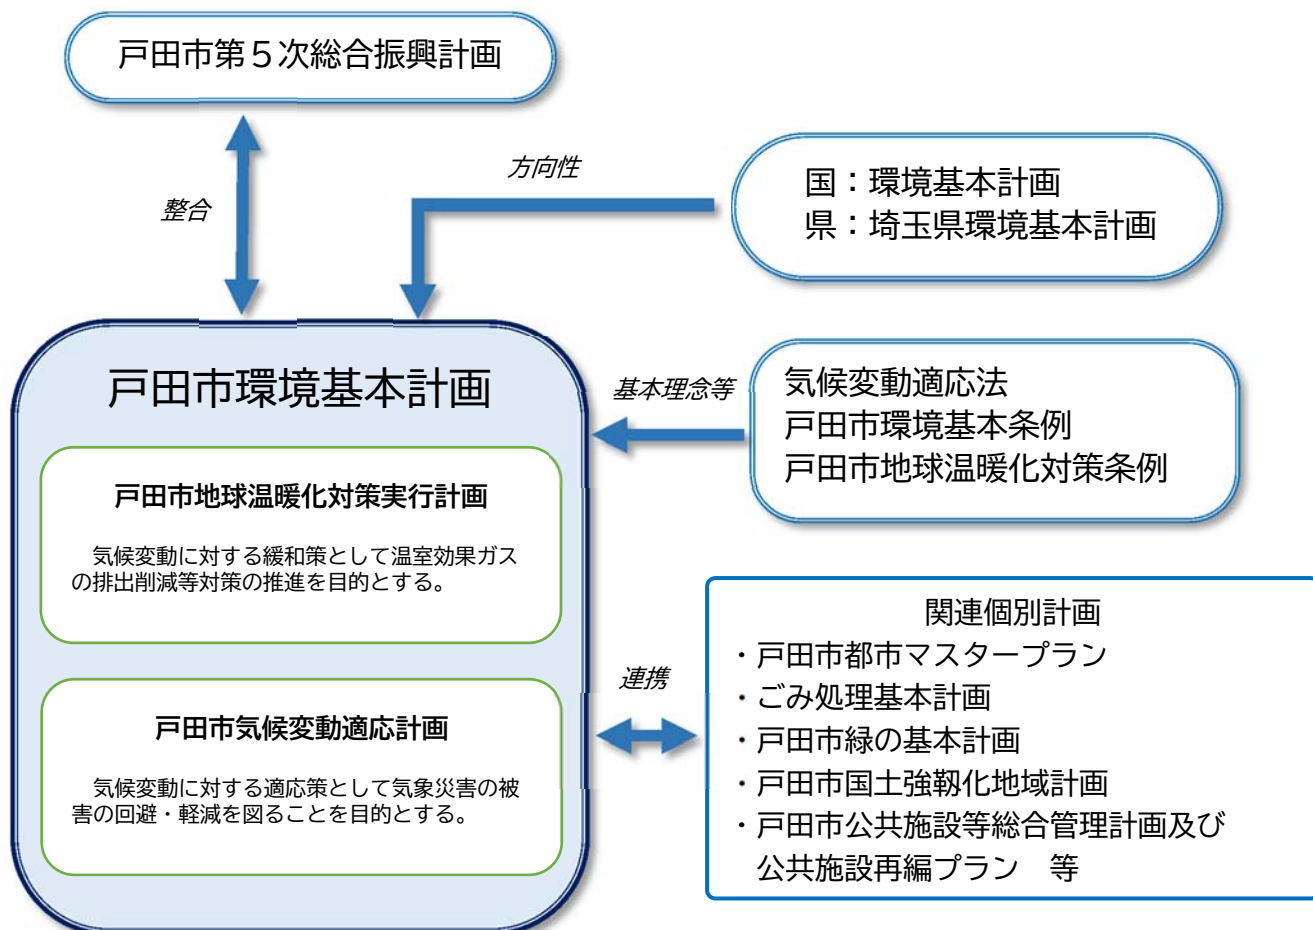 戸田市第５次総合振興計画
整合
方向性
国：環境基本計画
県：埼玉県環境基本計画
戸田市環境基本計画
基本理念等
気候変動適応法
戸田市環境基本条例
戸田市地球温暖化対策条例
戸田市地球温暖化対策実行計画
気候変動に対する緩和策として温室効果ガス
の排出削減等対策の推進を目的とする。
戸田市気候変動適応計画
気候変動に対する適応策として気象災害の被
害の回避・軽減を図ることを目的とする。
連携
関連個別計画
・戸田市都市マスタープラン
・ごみ処理基本計画
・戸田市緑の基本計画
・戸田市国土強靱化地域計画
・戸田市公共施設等総合管理計画及び
公共施設再編プラン　等